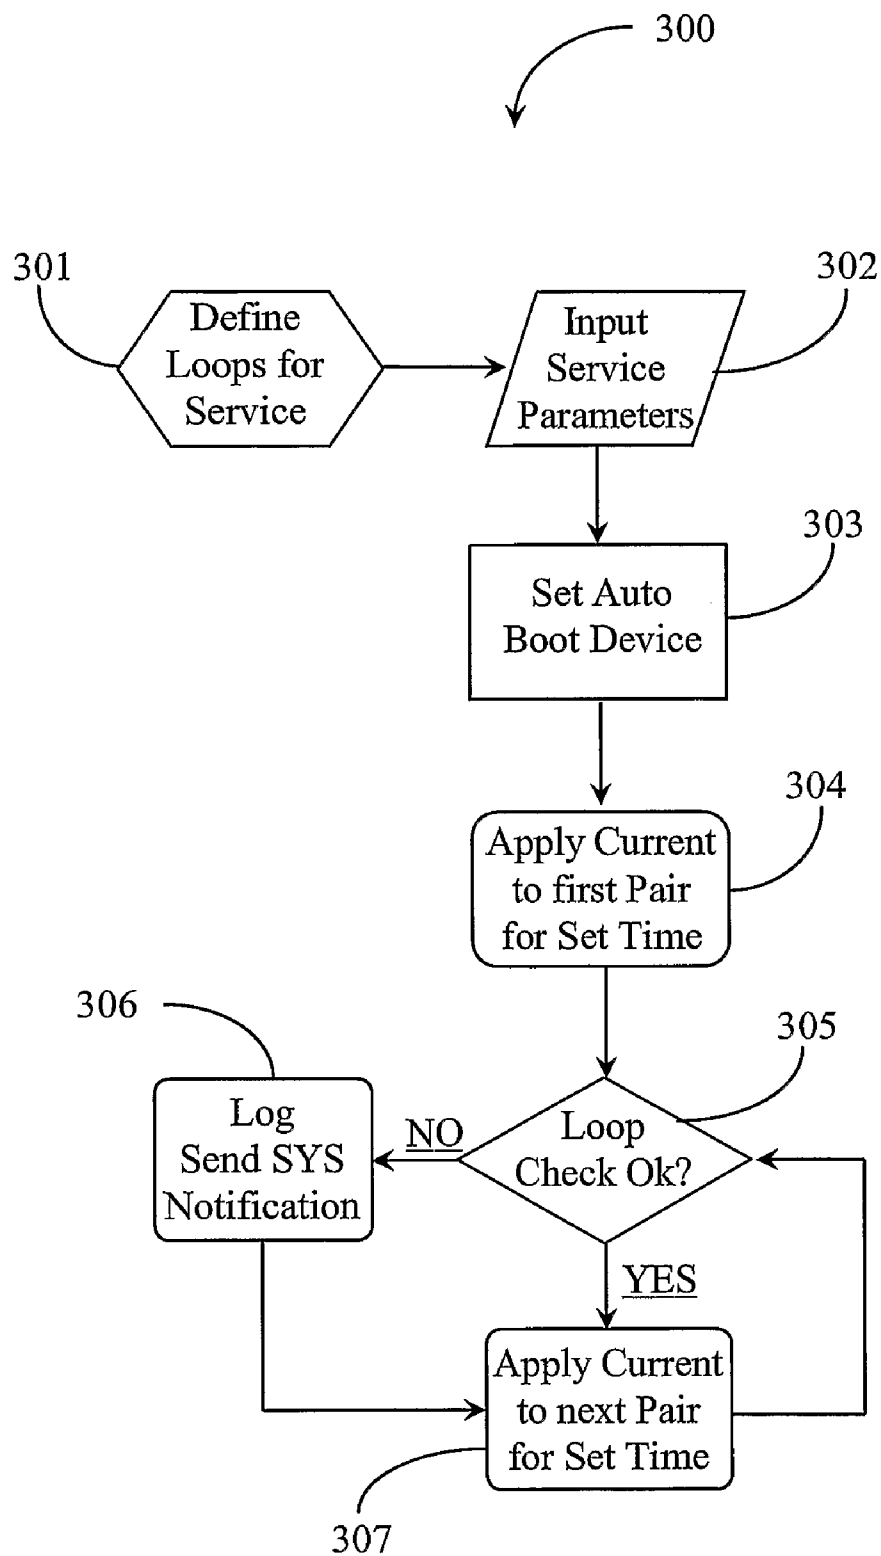 300
301
Define
Loops for
Service
302
Input
Service
Parameters
303
Set Auto
Boot Device
304
Apply Current
to first Pair
for Set Time
305
Loop
Check Ok?
NO
306
Log
Send SYS
Notification
YES
Apply Current
to next Pair
for Set Time
307